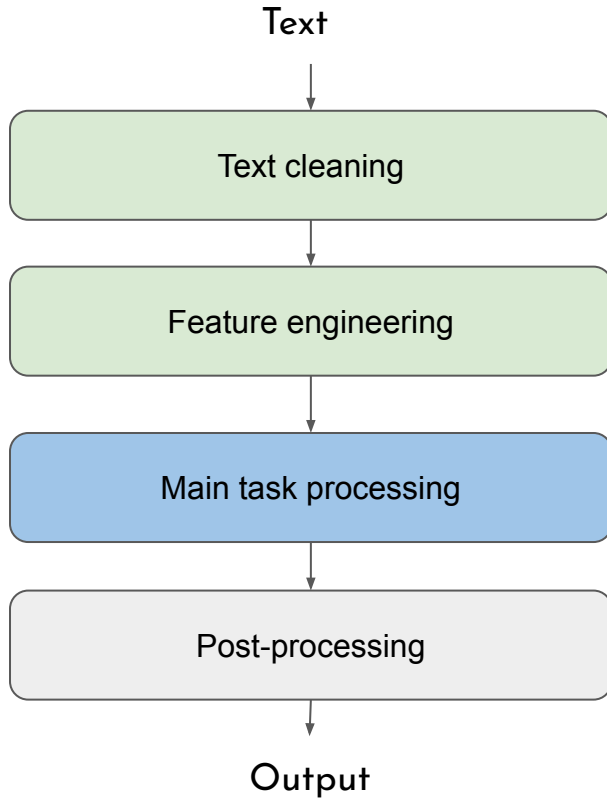 Text
Text cleaning
Feature engineering
Main task processing
Post-processing
Output